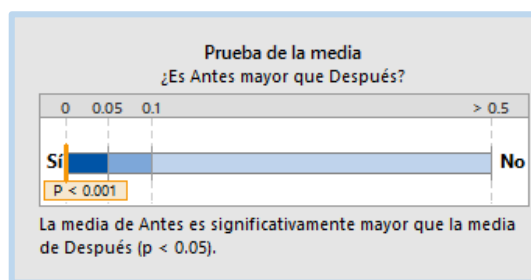 Prueba de la media
¿Es Antes mayor que Después?
0 0.05 0.1 > 0.5
Sí No
P < 0.001
La media de Antes es significativamente mayor que la media
de Después (p < 0.05).